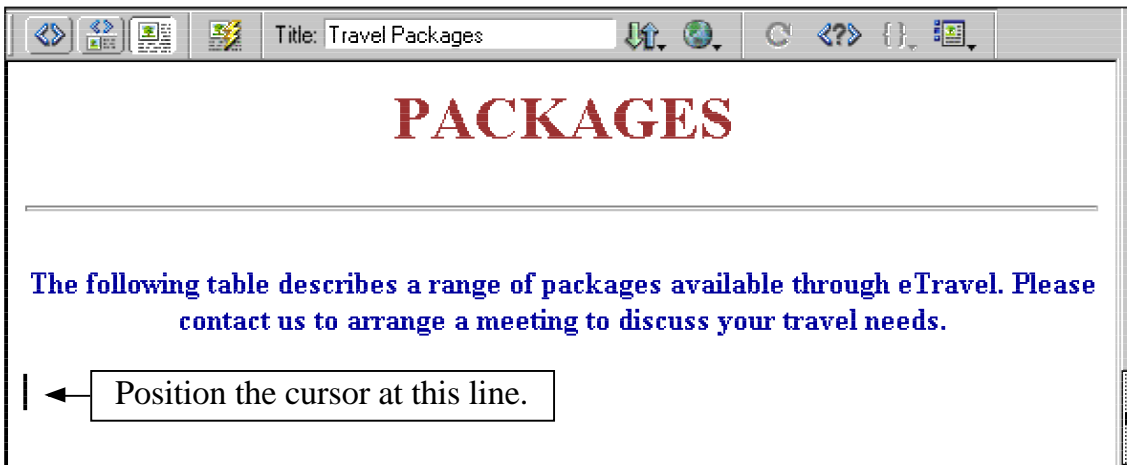 Title: Travel Packages
PACKAGES
The following table describes a range of packages available through eTravel. Please
contact us to arrange a meeting to discuss your travel needs.
Position the cursor at this line.